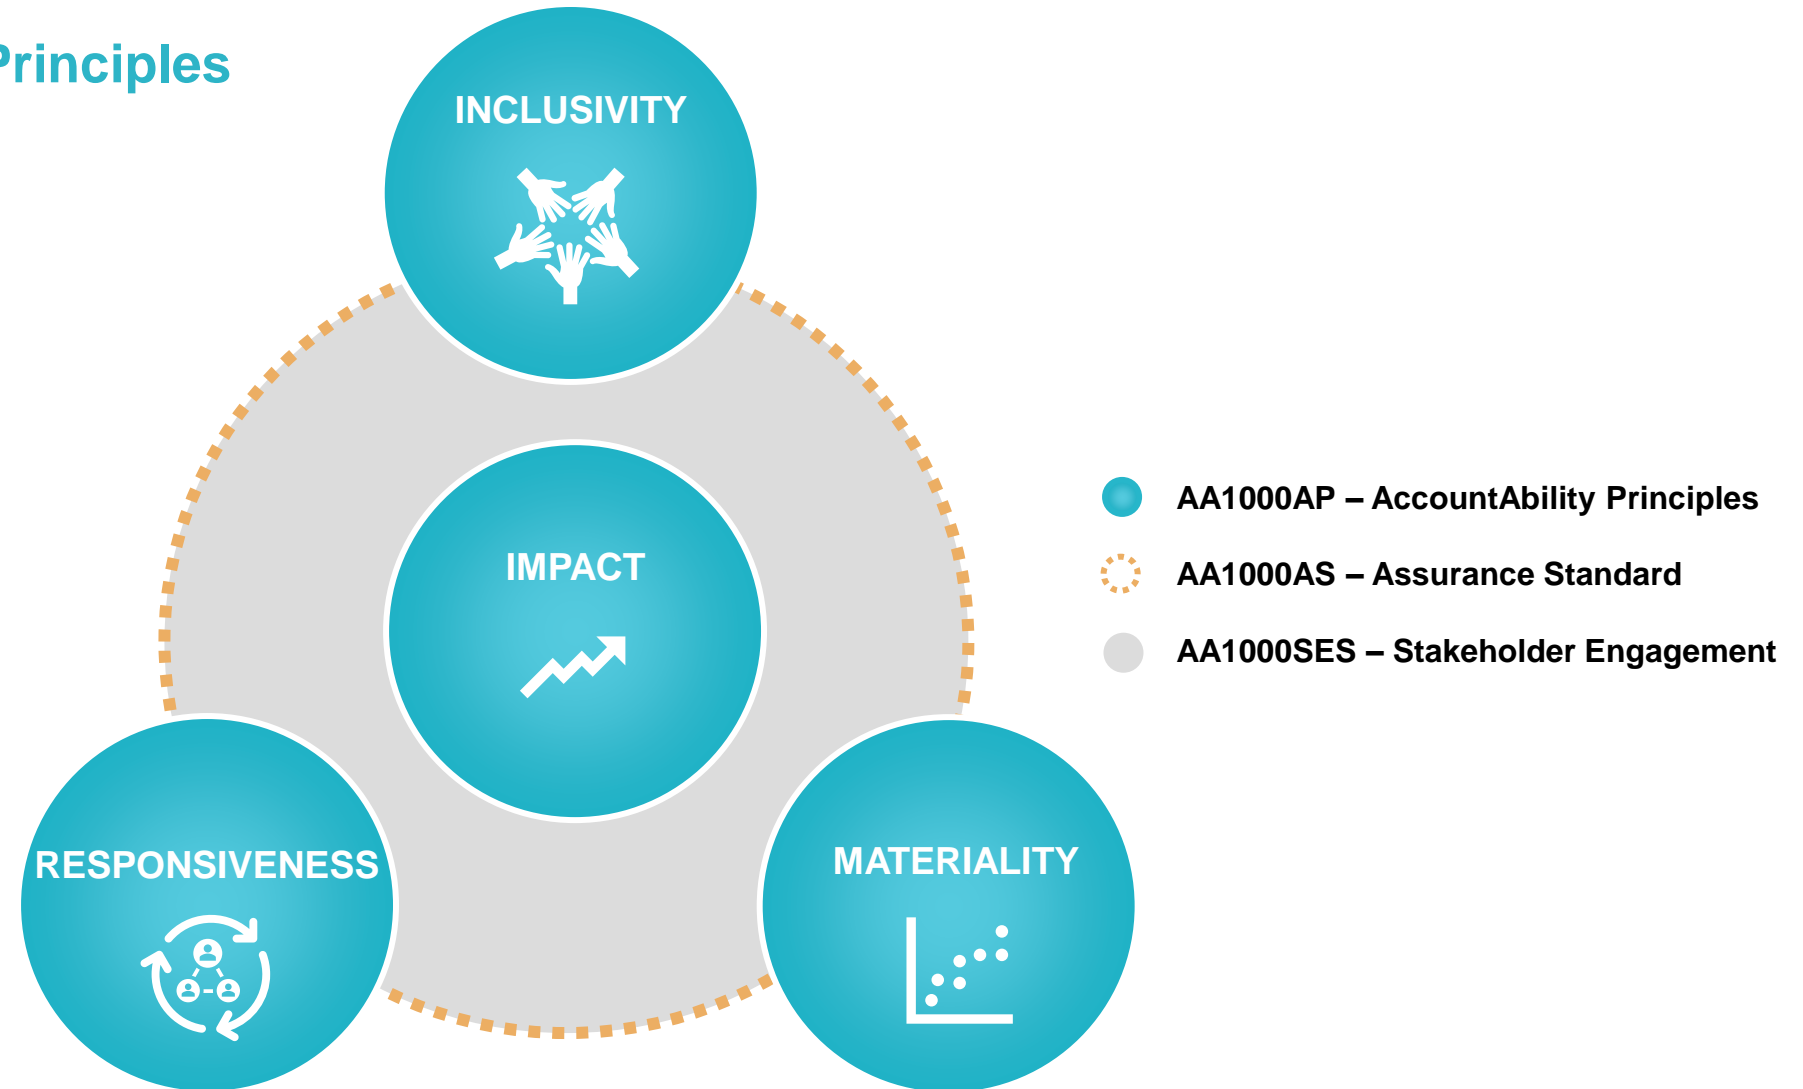 Principles
INCLUSIVITY
IMPACT
RESPONSIVENESS
MATERIALITY
AA1000AP – AccountAbility Principles
AA1000AS – Assurance Standard
AA1000SES – Stakeholder Engagement